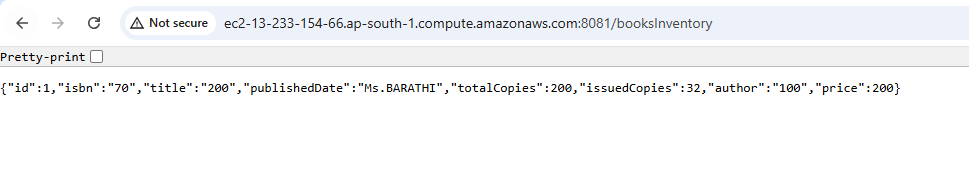 Not secure ec2-13-233-154-66.ap-south-1.compute.amazonaws.com:8081/booksInventory
Pretty-print
{"id":1,"isbn":"70","title":"200","publishedDate":"Ms.BARATHI","totalCopies":200,"issuedCopies":32,"author":"100","price":200}